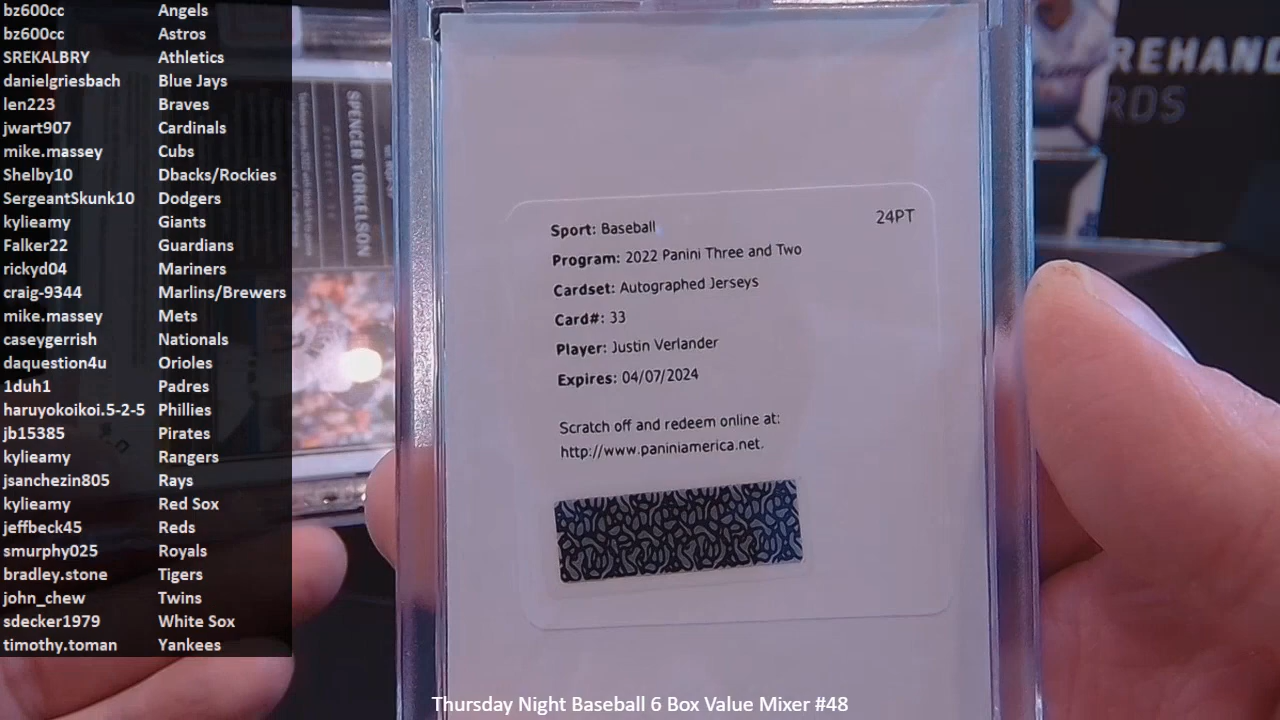 bz600cc Angels
bz600cc Astros
SREKALBRY Athletics
danielgriesbach Blue Jays
len223 Braves
jwart907 Cardinals
mike.massey Cubs
Shelby10 Dbacks/Rockies
SergeantSkunk10 Dodgers
kylieamy Giants
Falker22 Guardians
rickyd04 Mariners
craig-9344 Marlins/Brewers
mike.massey Mets
caseygerrish Nationals
daquestion4u Orioles
1duh1 Padres
haruyokoikoi.5-2-5 Phillies
jb15385 Pirates
kylieamy Rangers
jsanchezin805 Rays
kylieamy Red Sox
jeffbeck45 Reds
smurphy025 Royals
bradley.stone Tigers
john_chew Twins
sdecker1979 White Sox
timothy.toman Yankees
SPENCER TORKELSON
24PT
Sport: Baseball
Program: 2022 Panini Three and Two
Cardset: Autographed Jerseys
Card#: 33
Player: Justin Verlander
Expires: 04/07/2024
Scratch off and redeem online at:
http://www.paniniamerica.net.
REHAND
RDS
Thursday Night Baseball 6 Box Value Mixer #48